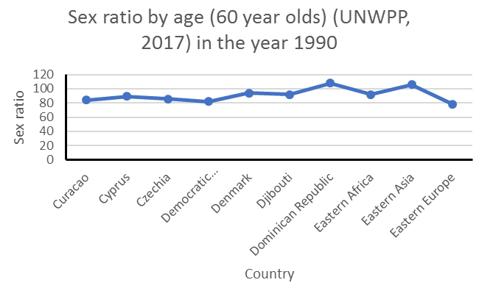 Sex ratio by age (60 year olds) (UNWPP,
2017) in the year 1990
120
100
80
60
40
20
0
Sex ratio
Curacao
Cyprus
Czechia
Democratic...
Denmark
Djibouti
Dominican Republic
Eastern Africa
Eastern Asia
Eastern Europe
Country